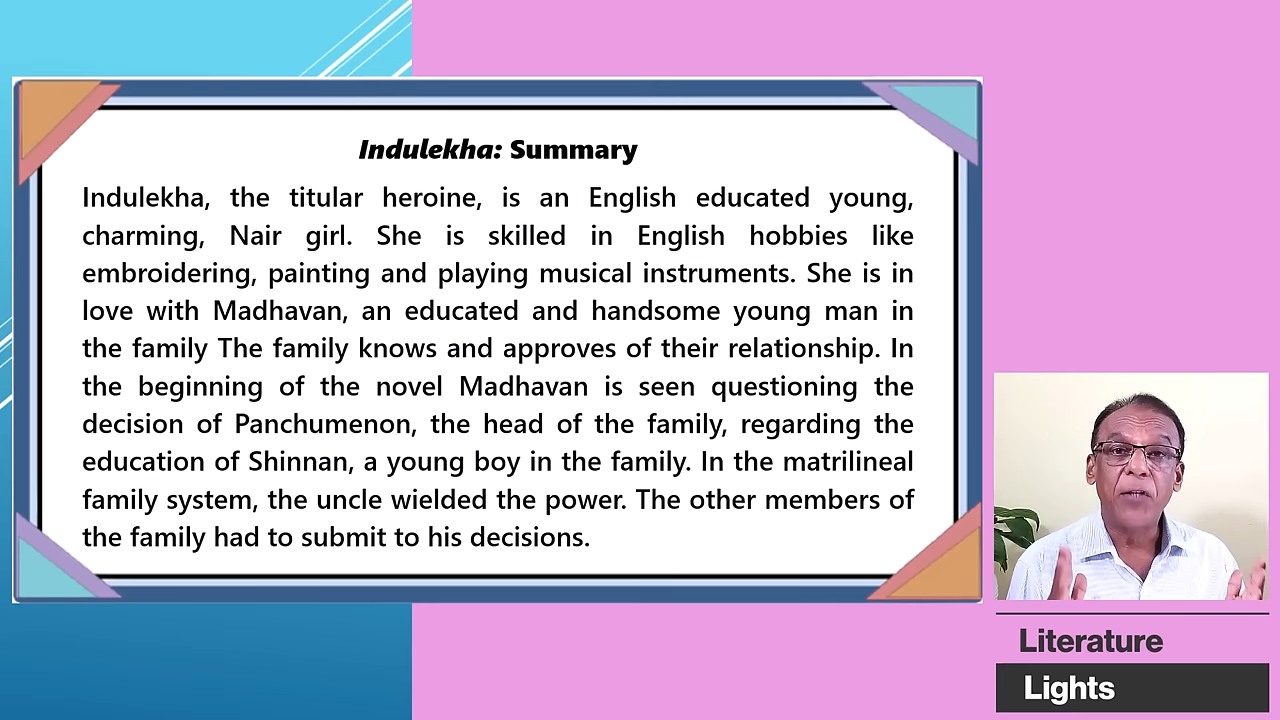 Indulekha: Summary
Indulekha, the titular heroine, is an English educated young,
charming, Nair girl. She is skilled in English hobbies like
embroidering, painting and playing musical instruments. She is in
love with Madhavan, an educated and handsome young man in
the family The family knows and approves of their relationship. In
the beginning of the novel Madhavan is seen questioning the
decision of Panchumenon, the head of the family, regarding the
education of Shinnan, a young boy in the family. In the matrilineal
family system, the uncle wielded the power. The other members of
the family had to submit to his decisions.
Literature
Lights